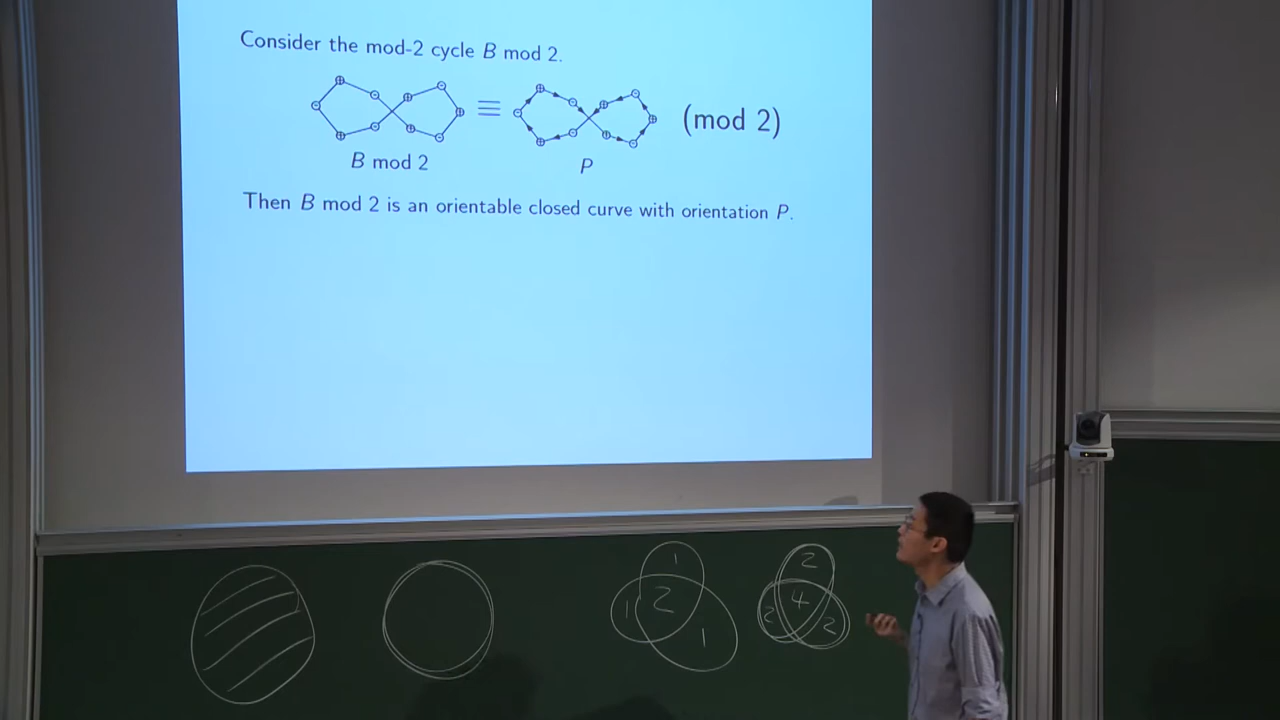 Consider the mod-2 cycle B mod 2.
≡ (mod 2)
B mod 2 P
Then B mod 2 is an orientable closed curve with orientation P.
1 2
1 2 2 4
1 2